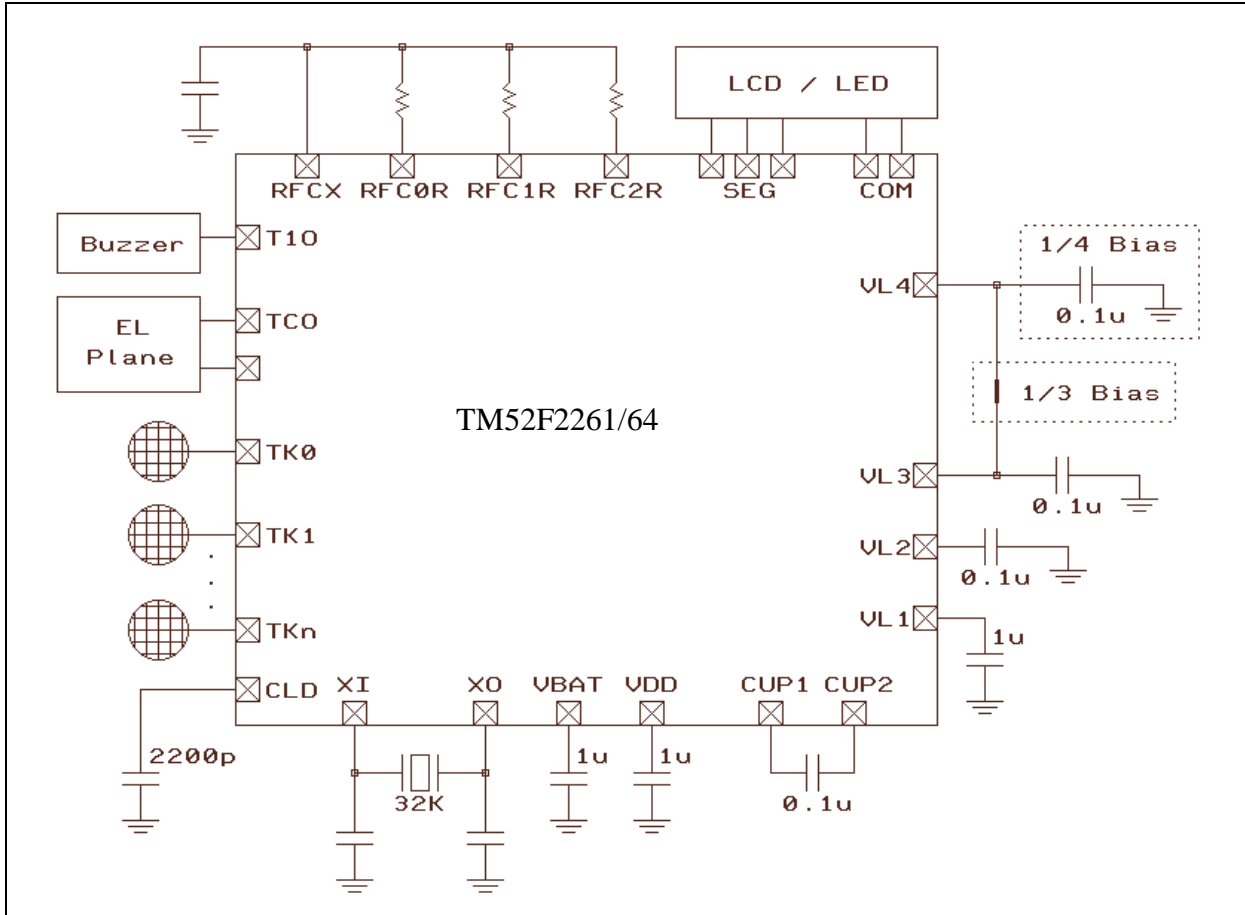 LCD / LED
RFCX RFC0R RFC1R RFC2R SEG COM
Buzzer
T1O
EL
Plane
TCO
1/4 Bias
VL4
0.1u
1/3 Bias
TM52F2261/64
TK0
VL3
0.1u
TK1
VL2
0.1u
TKn
VL1
1u
CLD
XI XO VBAT VDD CUP1 CUP2
2200p
32K
1u
1u
0.1u